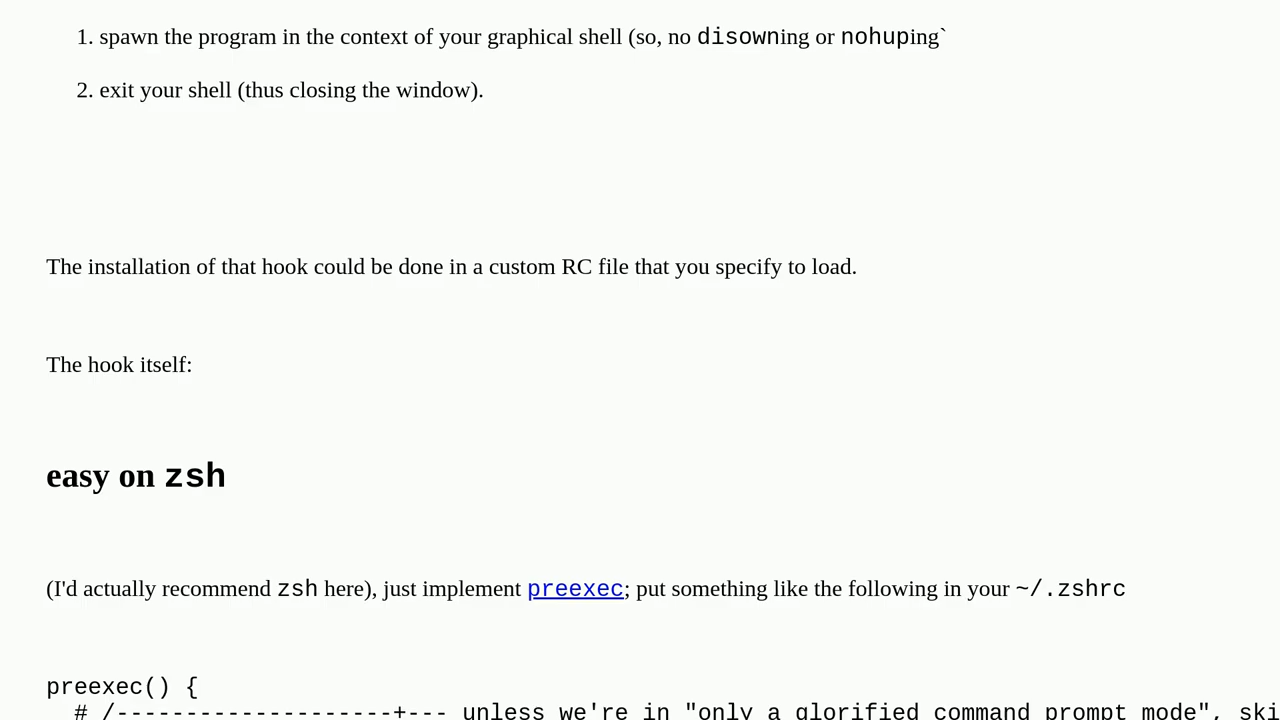 1. spawn the program in the context of your graphical shell (so, no disowning or nohuping`
2. exit your shell (thus closing the window).
The installation of that hook could be done in a custom RC file that you specify to load.
The hook itself:
easy on zsh
(I'd actually recommend zsh here), just implement preexec; put something like the following in your ~/.zshrc
preexec() {
  # /--------------------+--- unless we're in "only a glorified command prompt mode", ski